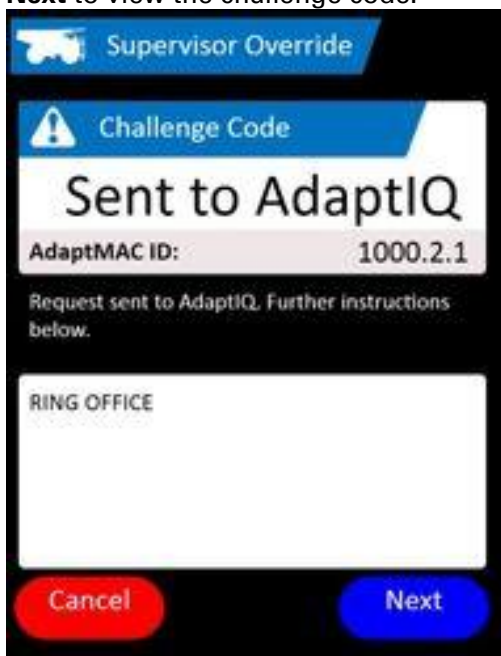 Next to view the challenge code.
Supervisor Override
Challenge Code
Sent to AdaptIQ
AdaptMAC ID: 1000.2.1
Request sent to AdaptIQ. Further instructions
below.
RING OFFICE
Cancel Next